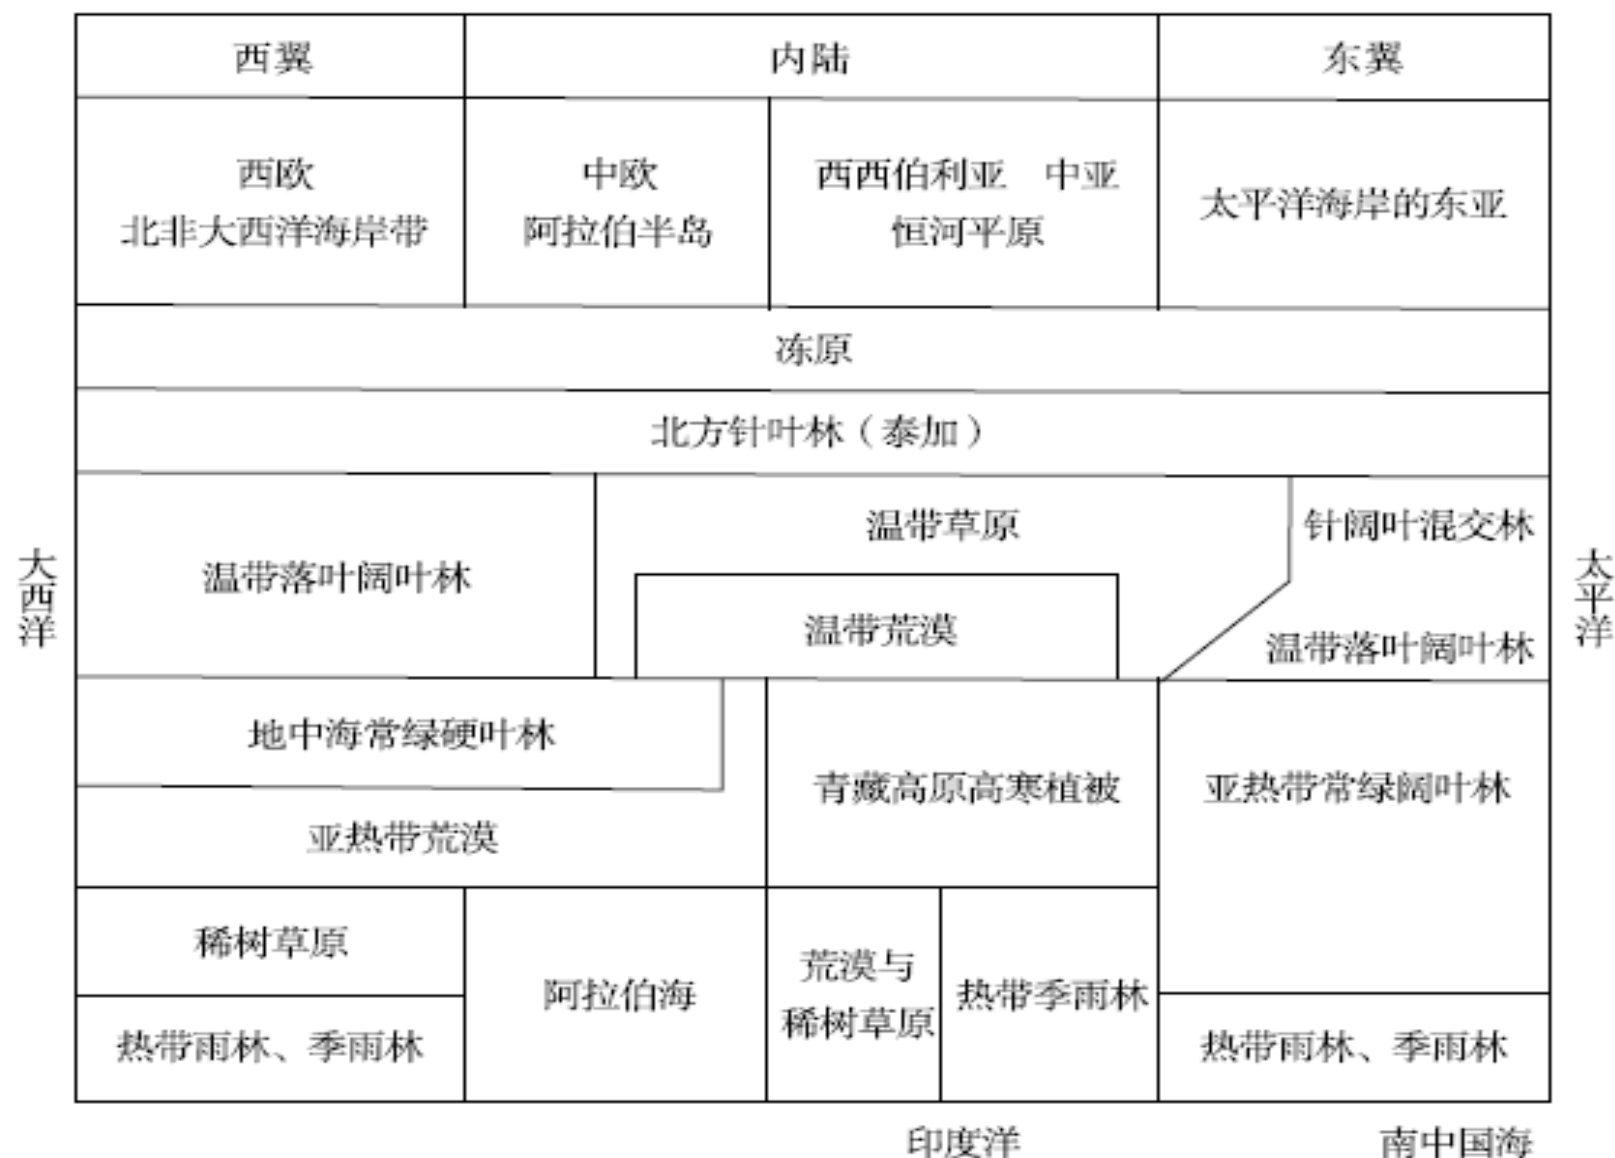 西翼
内陆
东翼
西欧
北非大西洋海岸带
中欧
阿拉伯半岛
西西伯利亚 中亚
恒河平原
太平洋海岸的东亚
冻原
北方针叶林（泰加）
大西洋
温带落叶阔叶林
温带草原
温带荒漠
针阔叶混交林
温带落叶阔叶林
太平洋
地中海常绿硬叶林
亚热带荒漠
青藏高原高寒植被
亚热带常绿阔叶林
稀树草原
热带雨林、季雨林
阿拉伯海
荒漠与
稀树草原
热带季雨林
热带雨林、季雨林
印度洋
南中国海